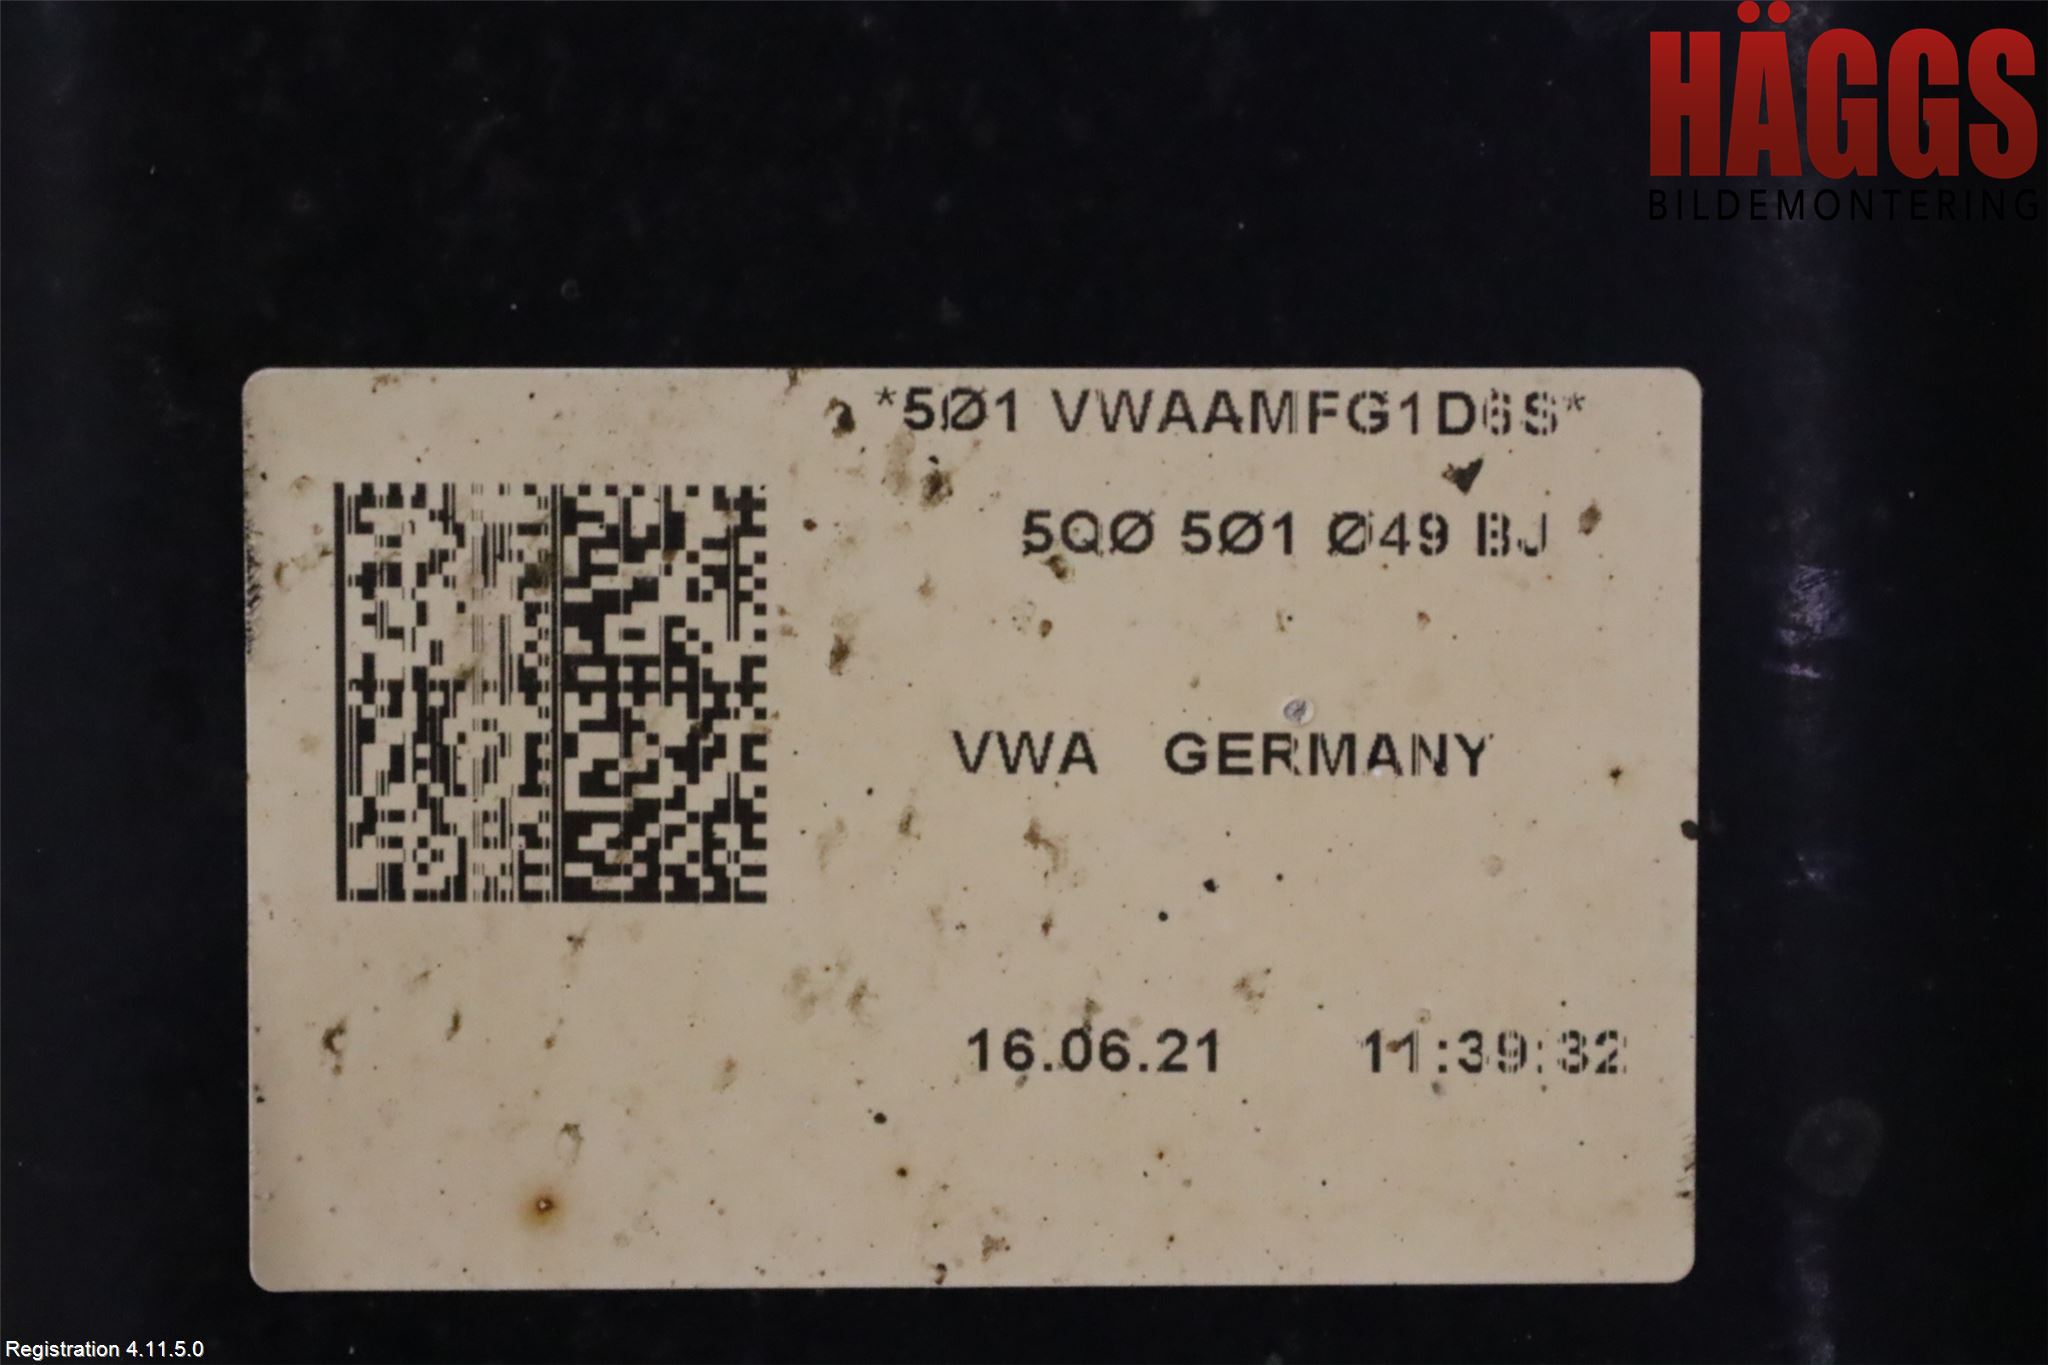 HÄGGS
BILDEMONTERING
*5Ø1 VWAAMFG1D6S*
5QØ 5Ø1 Ø49 BJ
VWA GERMANY
16.06.21 11:39:32
Registration 4.11.5.0